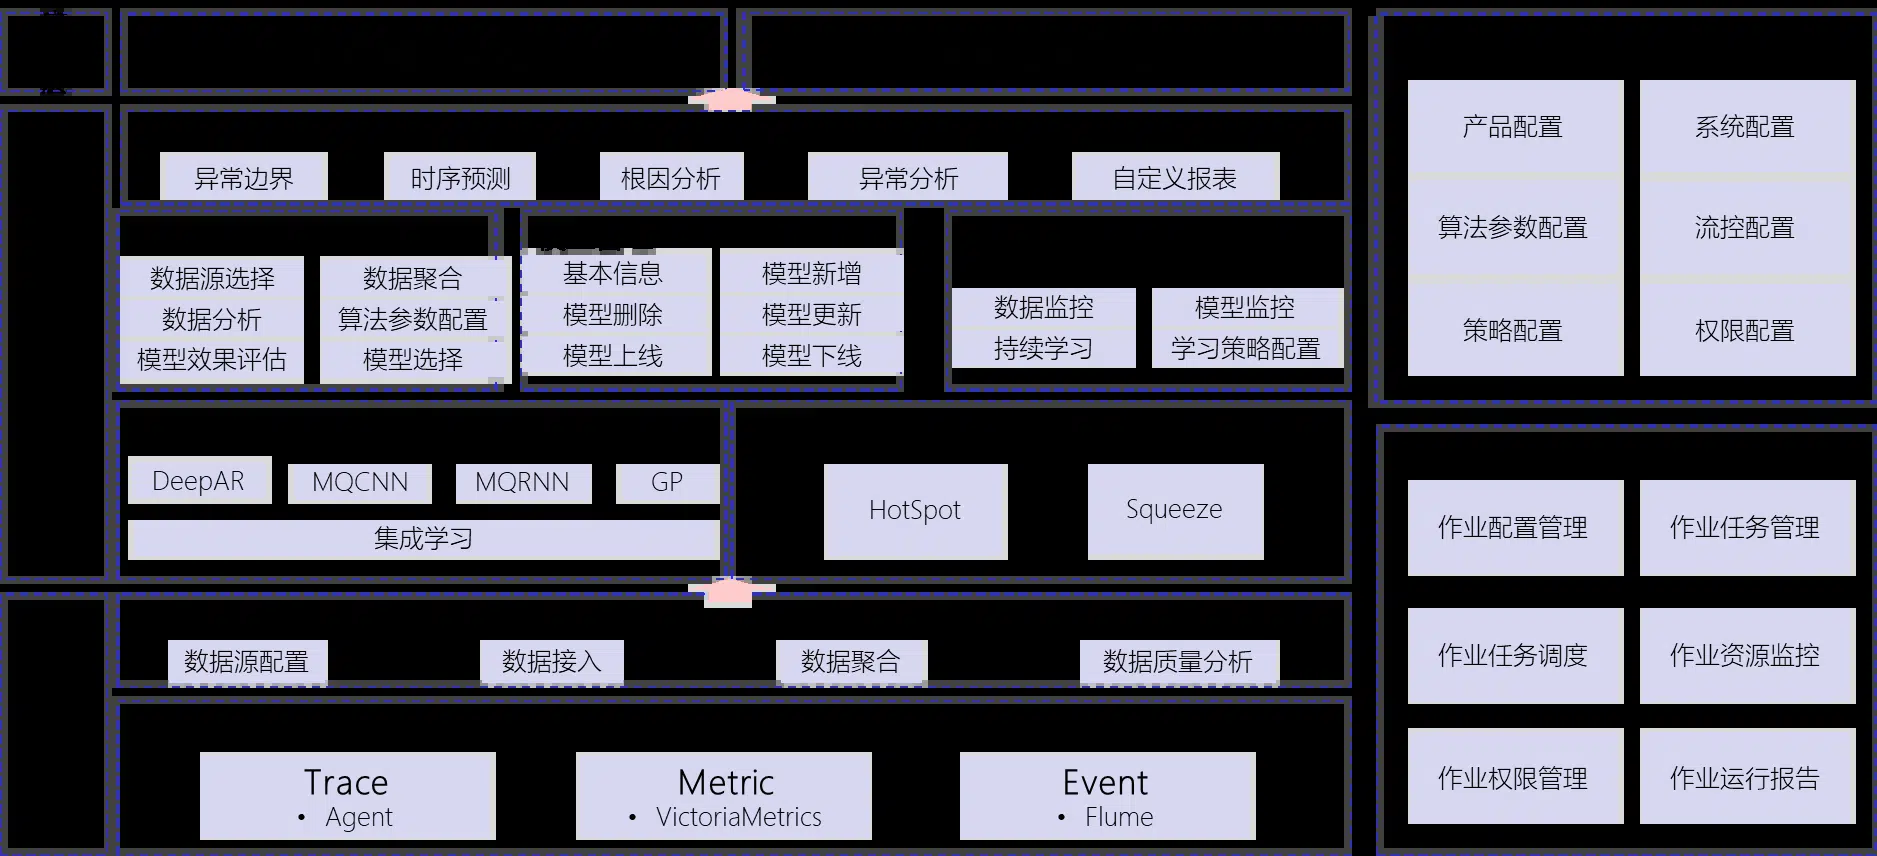 异常边界
时序预测
根因分析
异常分析
自定义报表
数据源选择
数据聚合
数据分析
算法参数配置
模型效果评估
模型选择
基本信息
模型新增
模型删除
模型更新
模型上线
模型下线
数据监控
模型监控
持续学习
学习策略配置
DeepAR
MQCNN
MQRNN
GP
集成学习
HotSpot
Squeeze
数据源配置
数据接入
数据聚合
数据质量分析
Trace
• Agent
Metric
• VictoriaMetrics
Event
• Flume
产品配置
系统配置
算法参数配置
流控配置
策略配置
权限配置
作业配置管理
作业任务管理
作业任务调度
作业资源监控
作业权限管理
作业运行报告